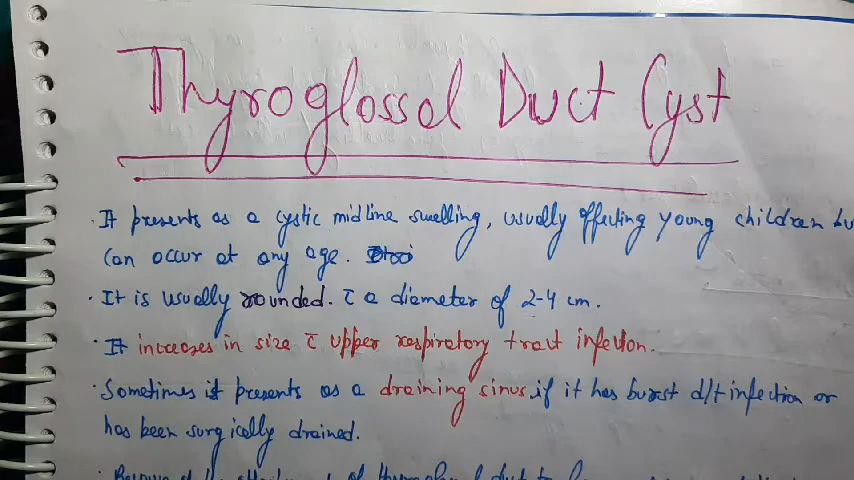 Thyroglossal Duct Cyst
· It presents as a cystic midline swelling, usually affecting young children bu
can occur at any age.
· It is usually rounded. c̄ a diameter of 2-4 cm.
· It increases in size c̄ upper respiratory tract infection.
· Sometimes it presents as a draining sinus, if it has burst d/t infection or
has been surgically drained.